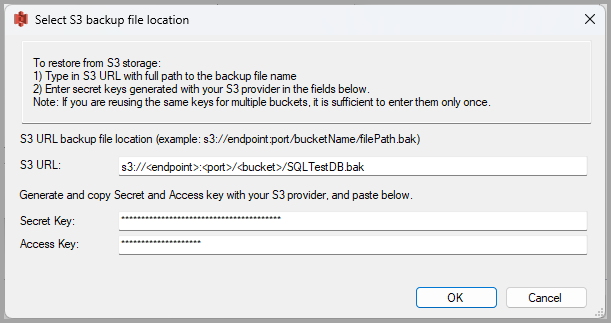 Select S3 backup file location
To restore from S3 storage:
1) Type in S3 URL with full path to the backup file name
2) Enter secret keys generated with your S3 provider in the fields below.
Note: If you are reusing the same keys for multiple buckets, it is sufficient to enter them only once.
S3 URL backup file location (example: s3://endpoint:port/bucketName/filePath.bak)
S3 URL: s3://<endpoint>:<port>/<bucket>/SQLTestDB.bak
Generate and copy Secret and Access key with your S3 provider, and paste below.
Secret Key: ****************************************
Access Key: ********************
OK Cancel